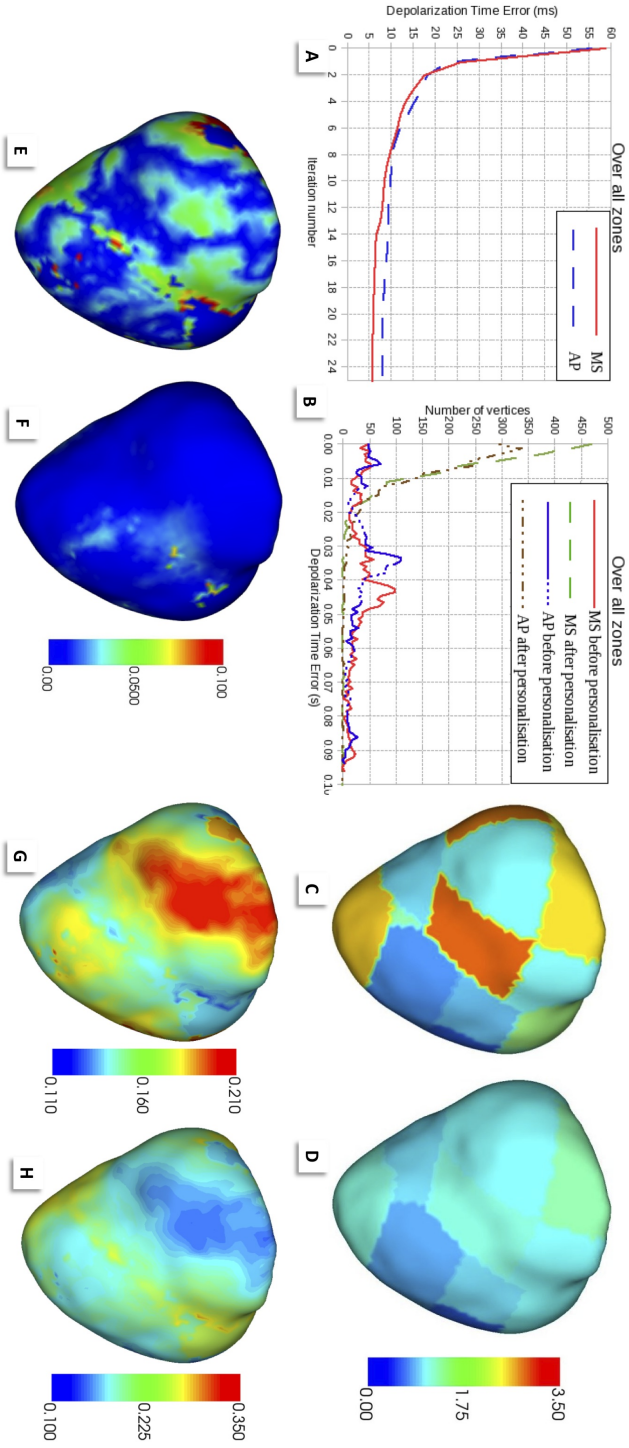 Over all zones
Depolarization Time Error (ms)
60
55
50
45
40
35
30
25
20
15
10
5
0
MS
AP
0 2 4 6 8 10 12 14 16 18 20 22 24
Iteration number
A
Over all zones
Number of vertices
500
450
400
350
300
250
200
150
100
50
0
MS before personalisation
MS after personalisation
AP before personalisation
AP after personalisation
0.00 0.01 0.02 0.03 0.04 0.05 0.06 0.07 0.08 0.09 0.1
Depolarization Time Error (s)
B
C
D
3.50
1.75
0.00
E
F
0.100
0.0500
0.00
G
0.210
0.160
0.110
H
0.350
0.225
0.100